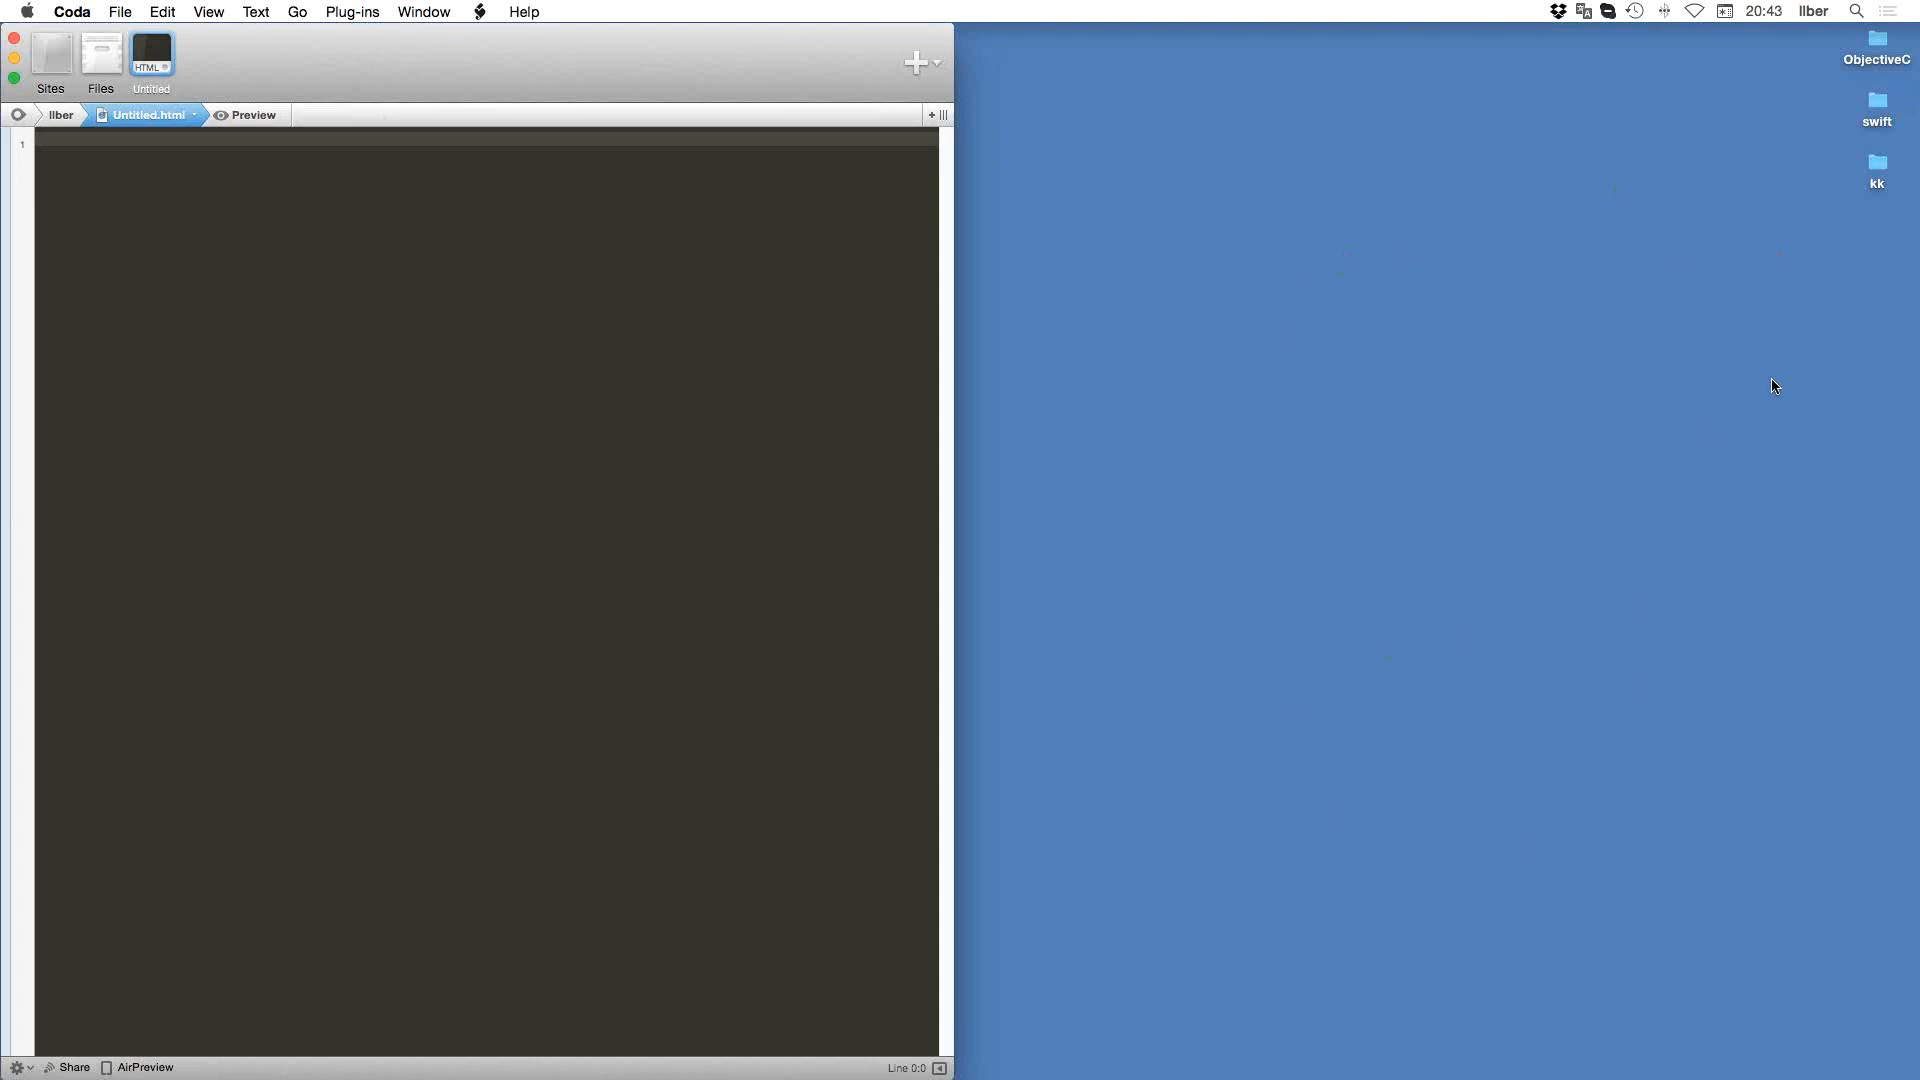 Coda File Edit View Text Go Plug-ins Window Help 20:43 Ilber
HTML
Sites Files Untitled
Ilber Untitled.html Preview
1
ObjectiveC
swift
kk
Share AirPreview Line 0:0